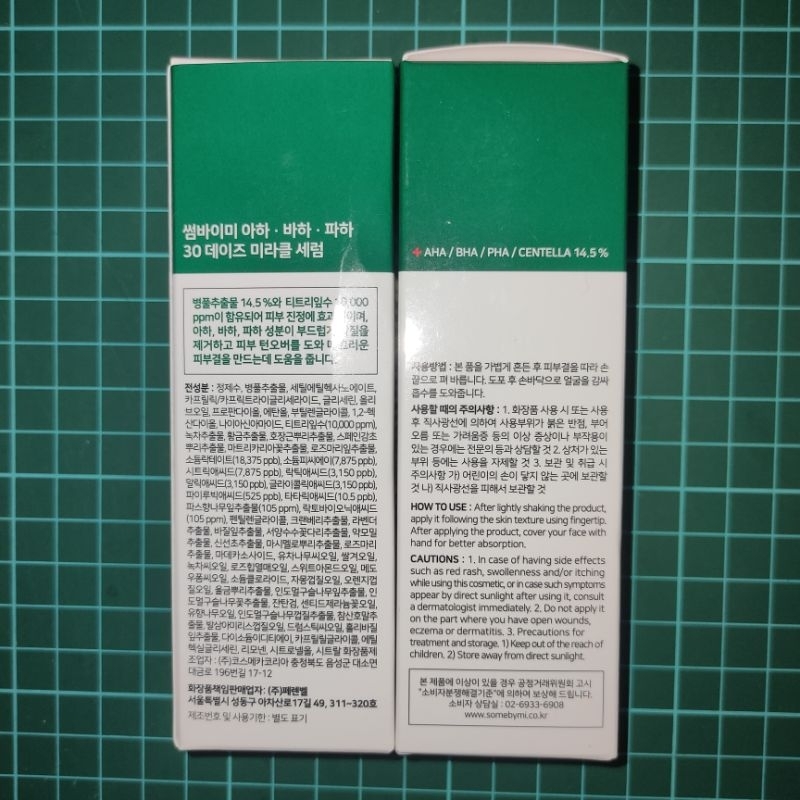 썸바이미 아하 · 바하 · 파하
30 데이즈 미라클 세럼
병풀추출물 14.5%와 티트리잎수 10,000
ppm이 함유되어 피부 진정에 효과적이며,
아하, 바하, 파하 성분이 부드럽게 각질을
제거하고 피부 턴오버를 도와 매끄러운
피부결을 만드는데 도움을 줍니다.
전성분 : 정제수, 병풀추출물, 세틸에틸헥사노에이트,
카프릴릭/카프릭트라이글리세라이드, 글리세린, 올리
브오일, 프로판다이올, 에탄올, 부틸렌글라이콜, 1,2-헥
산다이올, 나이아신아마이드, 티트리잎수(10,000 ppm),
녹차추출물, 황금추출물, 호장근뿌리추출물, 스페인감초
뿌리추출물, 마트리카리아꽃추출물, 로즈마리잎추출물,
소듐락테이트(18,375 ppb), 소듐피씨에이(7,875 ppb),
시트릭애씨드(7,875 ppb), 락틱애씨드(3,150 ppb),
말릭애씨드(3,150 ppb), 글라이콜릭애씨드(3,150 ppb),
파이루빅애씨드(525 ppb), 타타릭애씨드(10.5 ppb),
파스향나무잎추출물(105 ppm), 락토바이오닉애씨드
(105 ppm), 펜틸렌글라이콜, 크랜베리추출물, 라벤더
추출물, 바질잎추출물, 서양수수꽃다리추출물, 약모밀
추출물, 신선초추출물, 마시멜로뿌리추출물, 로즈마리
추출물, 마데카소사이드, 유차나무씨오일, 쌀겨오일,
녹차씨오일, 로즈힙열매오일, 스위트아몬드오일, 메도
우폼씨오일, 소듐클로라이드, 자몽껍질오일, 오렌지껍
질오일, 울금뿌리추출물, 인도멀구슬나무잎추출물, 인
도멀구슬나무꽃추출물, 잔탄검, 센티드제라늄꽃오일,
유향나무오일, 인도멀구슬나무껍질추출물, 참산호말추
출물, 발삼아미리스껍질오일, 드럼스틱씨오일, 홀리바질
잎추출물, 다이소듐이디티에이, 카프릴릴글라이콜, 에틸
헥실글리세린, 리모넨, 시트로넬올, 시트랄 화장품제
조업자 : (주)코스메카코리아 충청북도 음성군 대소면
대금로 196번길 17-12
화장품책임판매업자: (주)페렌벨
서울특별시 성동구 아차산로17길 49, 311~320호
제조번호 및 사용기한 : 별도 표기
+ AHA / BHA / PHA / CENTELLA 14.5 %
사용방법 : 본 품을 가볍게 흔든 후 피부결을 따라 손
끝으로 펴 바릅니다. 도포 후 손바닥으로 얼굴을 감싸
흡수를 도와줍니다.
사용할 때의 주의사항 : 1. 화장품 사용 시 또는 사용
후 직사광선에 의하여 사용부위가 붉은 반점, 부어
오름 또는 가려움증 등의 이상 증상이나 부작용이
있는 경우에는 전문의 등과 상담할 것 2. 상처가 있는
부위 등에는 사용을 자제할 것 3. 보관 및 취급 시
주의사항 가) 어린이의 손이 닿지 않는 곳에 보관할
것 나) 직사광선을 피해서 보관할 것
HOW TO USE : After lightly shaking the product,
apply it following the skin texture using fingertip.
After applying the product, cover your face with
hand for better absorption.
CAUTIONS : 1. In case of having side effects
such as red rash, swollenness and/or itching
while using this cosmetic, or in case such symptoms
appear by direct sunlight after using it, consult
a dermatologist immediately. 2. Do not apply it
on the part where you have open wounds,
eczema or dermatitis. 3. Precautions for
treatment and storage. 1) Keep out of the reach of
children. 2) Store away from direct sunlight.
본 제품에 이상이 있을 경우 공정거래위원회 고시
"소비자분쟁해결기준"에 의하여 보상해 드립니다.
소비자 상담실 : 02-6933-6908
www.somebymi.co.kr